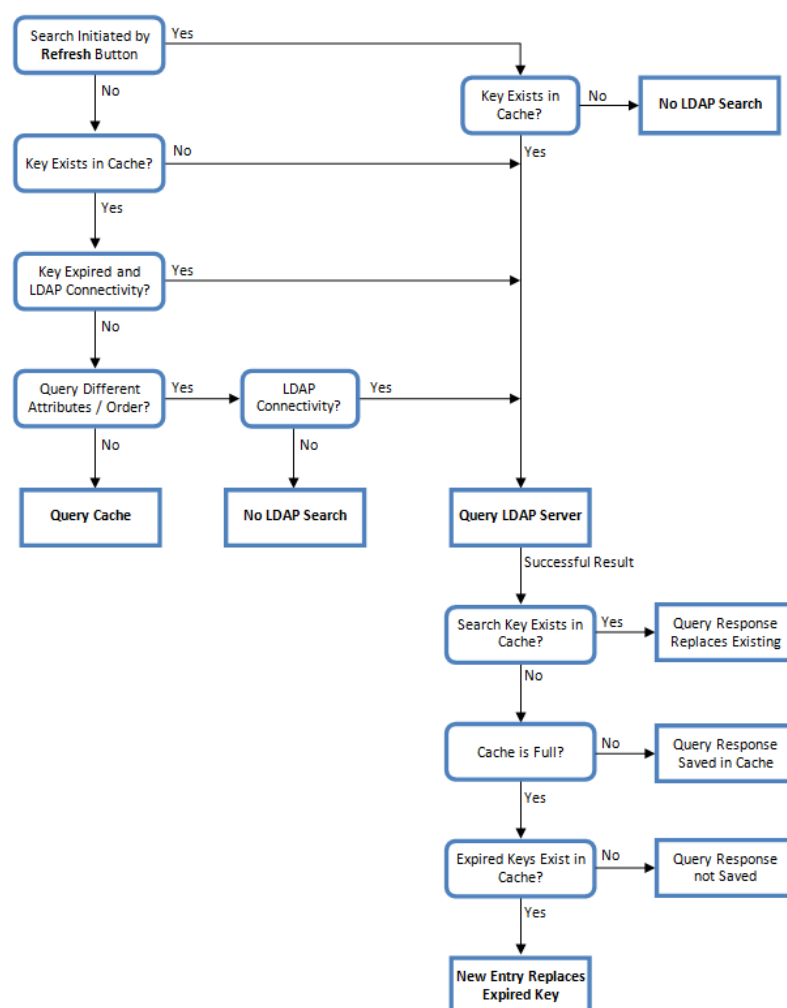 Search Initiated by
Refresh Button
Yes
No
Key Exists in
Cache?
No
No LDAP Search
Yes
Key Exists in Cache?
No
Yes
Key Expired and
LDAP Connectivity?
Yes
No
Query Different
Attributes / Order?
Yes
LDAP
Connectivity?
Yes
No
No
Query Cache
No LDAP Search
Query LDAP Server
Successful Result
Search Key Exists in
Cache?
Yes
Query Response
Replaces Existing
No
Cache is Full?
No
Query Response
Saved in Cache
Yes
Expired Keys Exist in
Cache?
No
Query Response
not Saved
Yes
New Entry Replaces
Expired Key